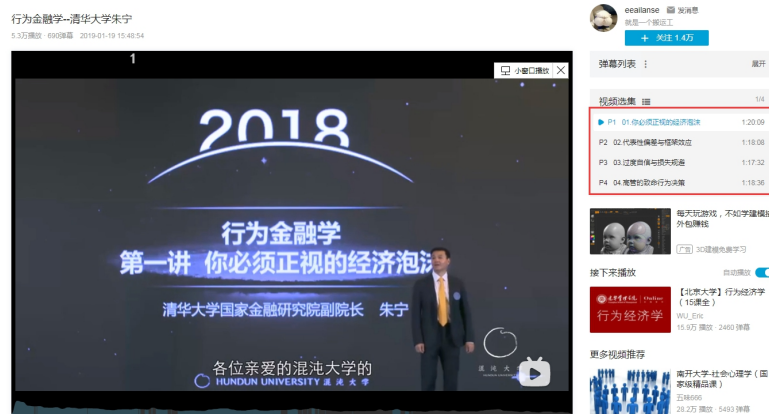 行为金融学--清华大学朱宁
5.3万播放 · 690弹幕 2019-01-19 15:48:54
1
小窗口播放
2018
行为金融学
第一讲 你必须正视的经济泡沫
清华大学国家金融研究院副院长 朱宁
各位亲爱的混沌大学的
HUNDUN UNIVERSITY 混沌大学
eeailanse 发消息
就是一个搬运工
+ 关注 1.4万
弹幕列表
展开
视频选集
1/4
P1 01.你必须正视的经济泡沫 1:20:09
P2 02.代表性偏差与框架效应 1:18:06
P3 03.过度自信与损失规避 1:17:32
P4 04.高管的致命行为决策 1:18:36
每天玩游戏，不如学建模接
外包赚钱
广告 3D建模免费学习
接下来播放
自动播放
【北京大学】行为经济学
（15课全）
行为经济学
Online
WU_Eric
15.9万 播放 · 2460 弹幕
更多视频推荐
南开大学-社会心理学（国
家级精品课）
五味666
28.2万 播放 · 5493 弹幕